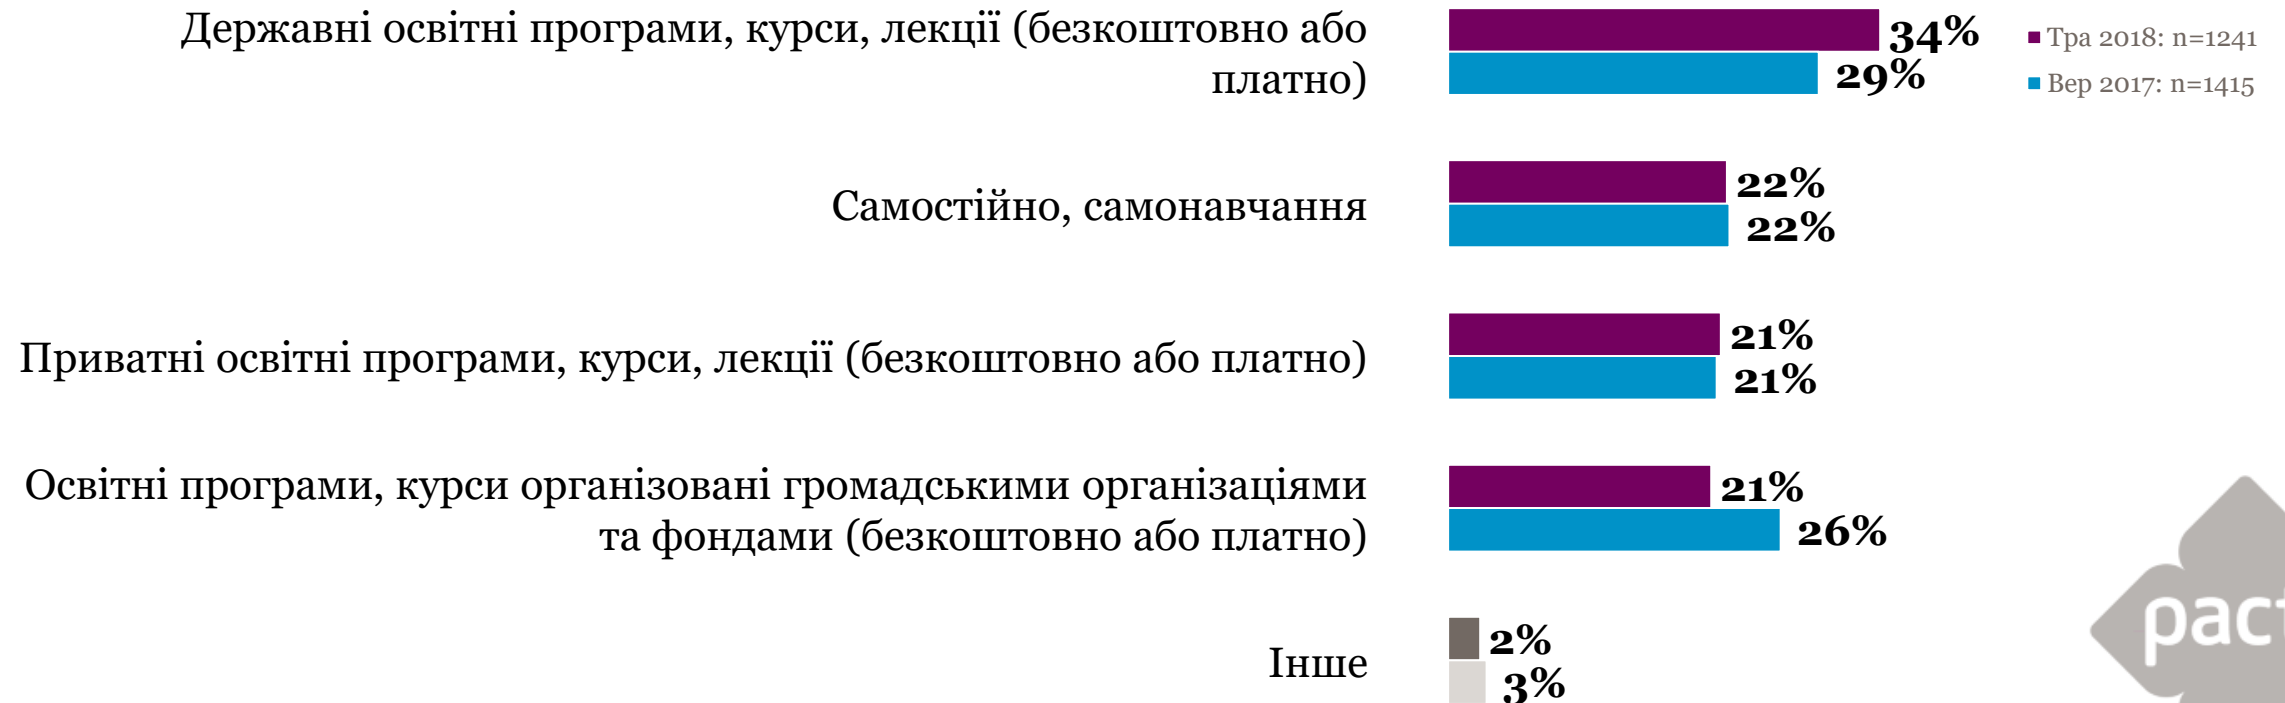 Державні освітні програми, курси, лекції (безкоштовно або
платно)
34%
29%
Тра 2018: n=1241
Вер 2017: n=1415
Самостійно, самонавчання
22%
22%
Приватні освітні програми, курси, лекції (безкоштовно або платно)
21%
21%
Освітні програми, курси організовані громадськими організаціями
та фондами (безкоштовно або платно)
21%
26%
Інше
2%
3%
pact